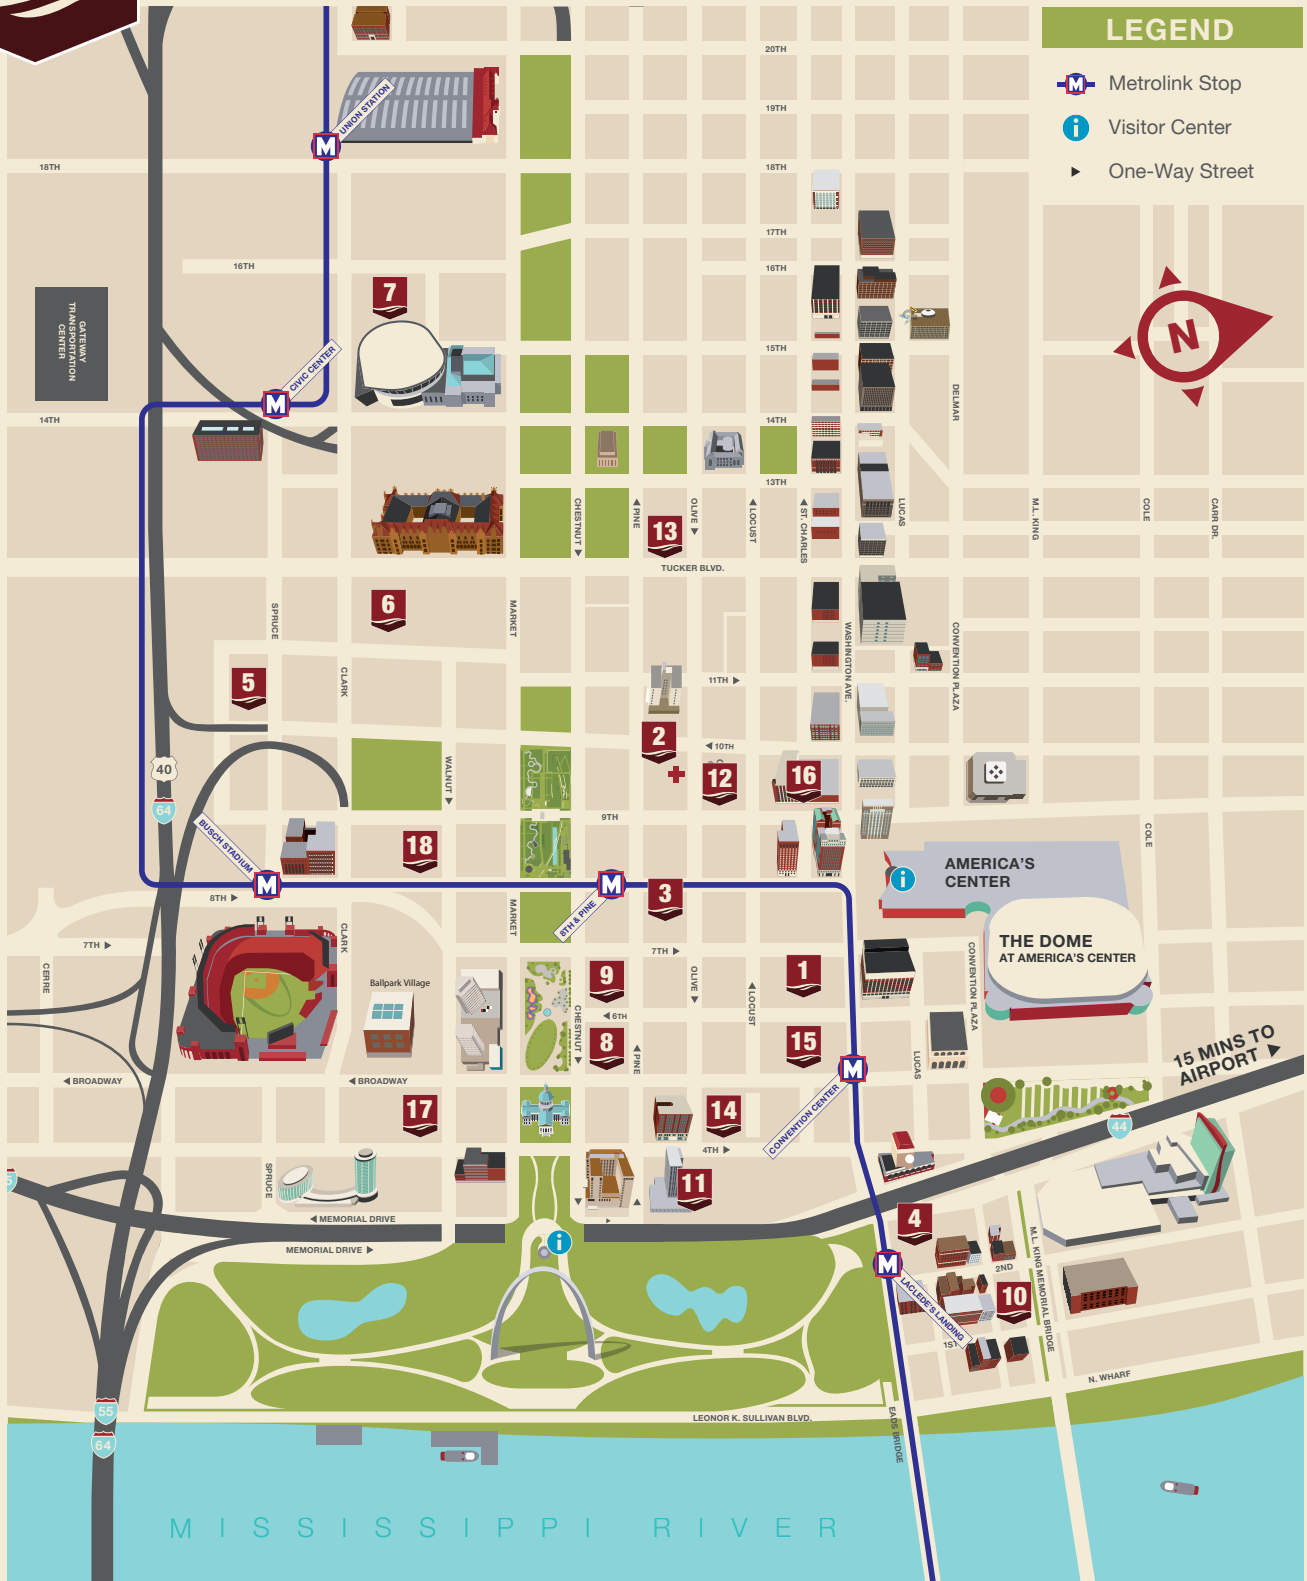 LEGEND
M Metrolink Stop
i Visitor Center
One-Way Street
20TH
19TH
UNION STATION
M
18TH
18TH
17TH
16TH
16TH
7
N
GATEWAY
TRANSPORTATION
CENTER
15TH
CIVIC CENTER
M
DELMAR
14TH
14TH
13TH
CHESTNUT
PINE
OLIVE
LOCUST
ST. CHARLES
LUCAS
M.L. KING
COLE
CARR DR.
13
TUCKER BLVD.
6
SPRUCE
MARKET
WASHINGTON AVE.
CONVENTION PLAZA
5
CLARK
11TH
2
10TH
40
64
WALNUT
12
16
9TH
COLE
BUSCH STADIUM
M
18
M
8TH & PINE
3
i
AMERICA'S
CENTER
8TH
MARKET
CLARK
7TH
7TH
THE DOME
AT AMERICA'S CENTER
CERRE
Ballpark Village
9
OLIVE
1
LOCUST
CONVENTION PLAZA
CHESTNUT
6TH
8
PINE
15
M
CONVENTION CENTER
LUCAS
15 MINS TO
AIRPORT
BROADWAY
BROADWAY
17
14
44
4TH
SPRUCE
11
MEMORIAL DRIVE
MEMORIAL DRIVE
i
4
M
LACLEDE'S LANDING
2ND
10
1ST
M.L. KING MEMORIAL BRIDGE
N. WHARF
55
64
LEONOR K. SULLIVAN BLVD.
EADS BRIDGE
MISSISSIPPI RIVER